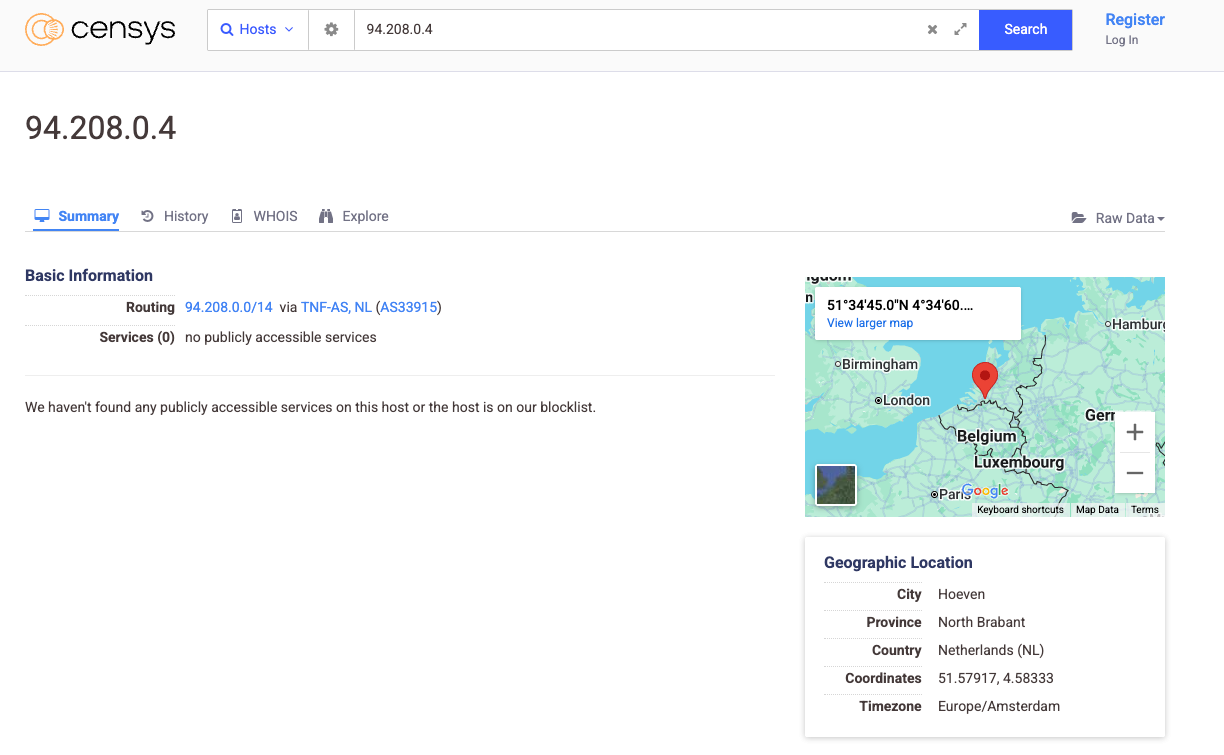 censys
Hosts
94.208.0.4
Search
Register
Log In
94.208.0.4
Summary
History
WHOIS
Explore
Raw Data
Basic Information
Routing 94.208.0.0/14 via TNF-AS, NL (AS33915)
Services (0) no publicly accessible services
We haven't found any publicly accessible services on this host or the host is on our blocklist.
51°34'45.0"N 4°34'60....
View larger map
Hamburg
Birmingham
London
Belgium
Luxembourg
Paris
Google
Keyboard shortcuts
Map Data
Terms
Geographic Location
City Hoeven
Province North Brabant
Country Netherlands (NL)
Coordinates 51.57917, 4.58333
Timezone Europe/Amsterdam